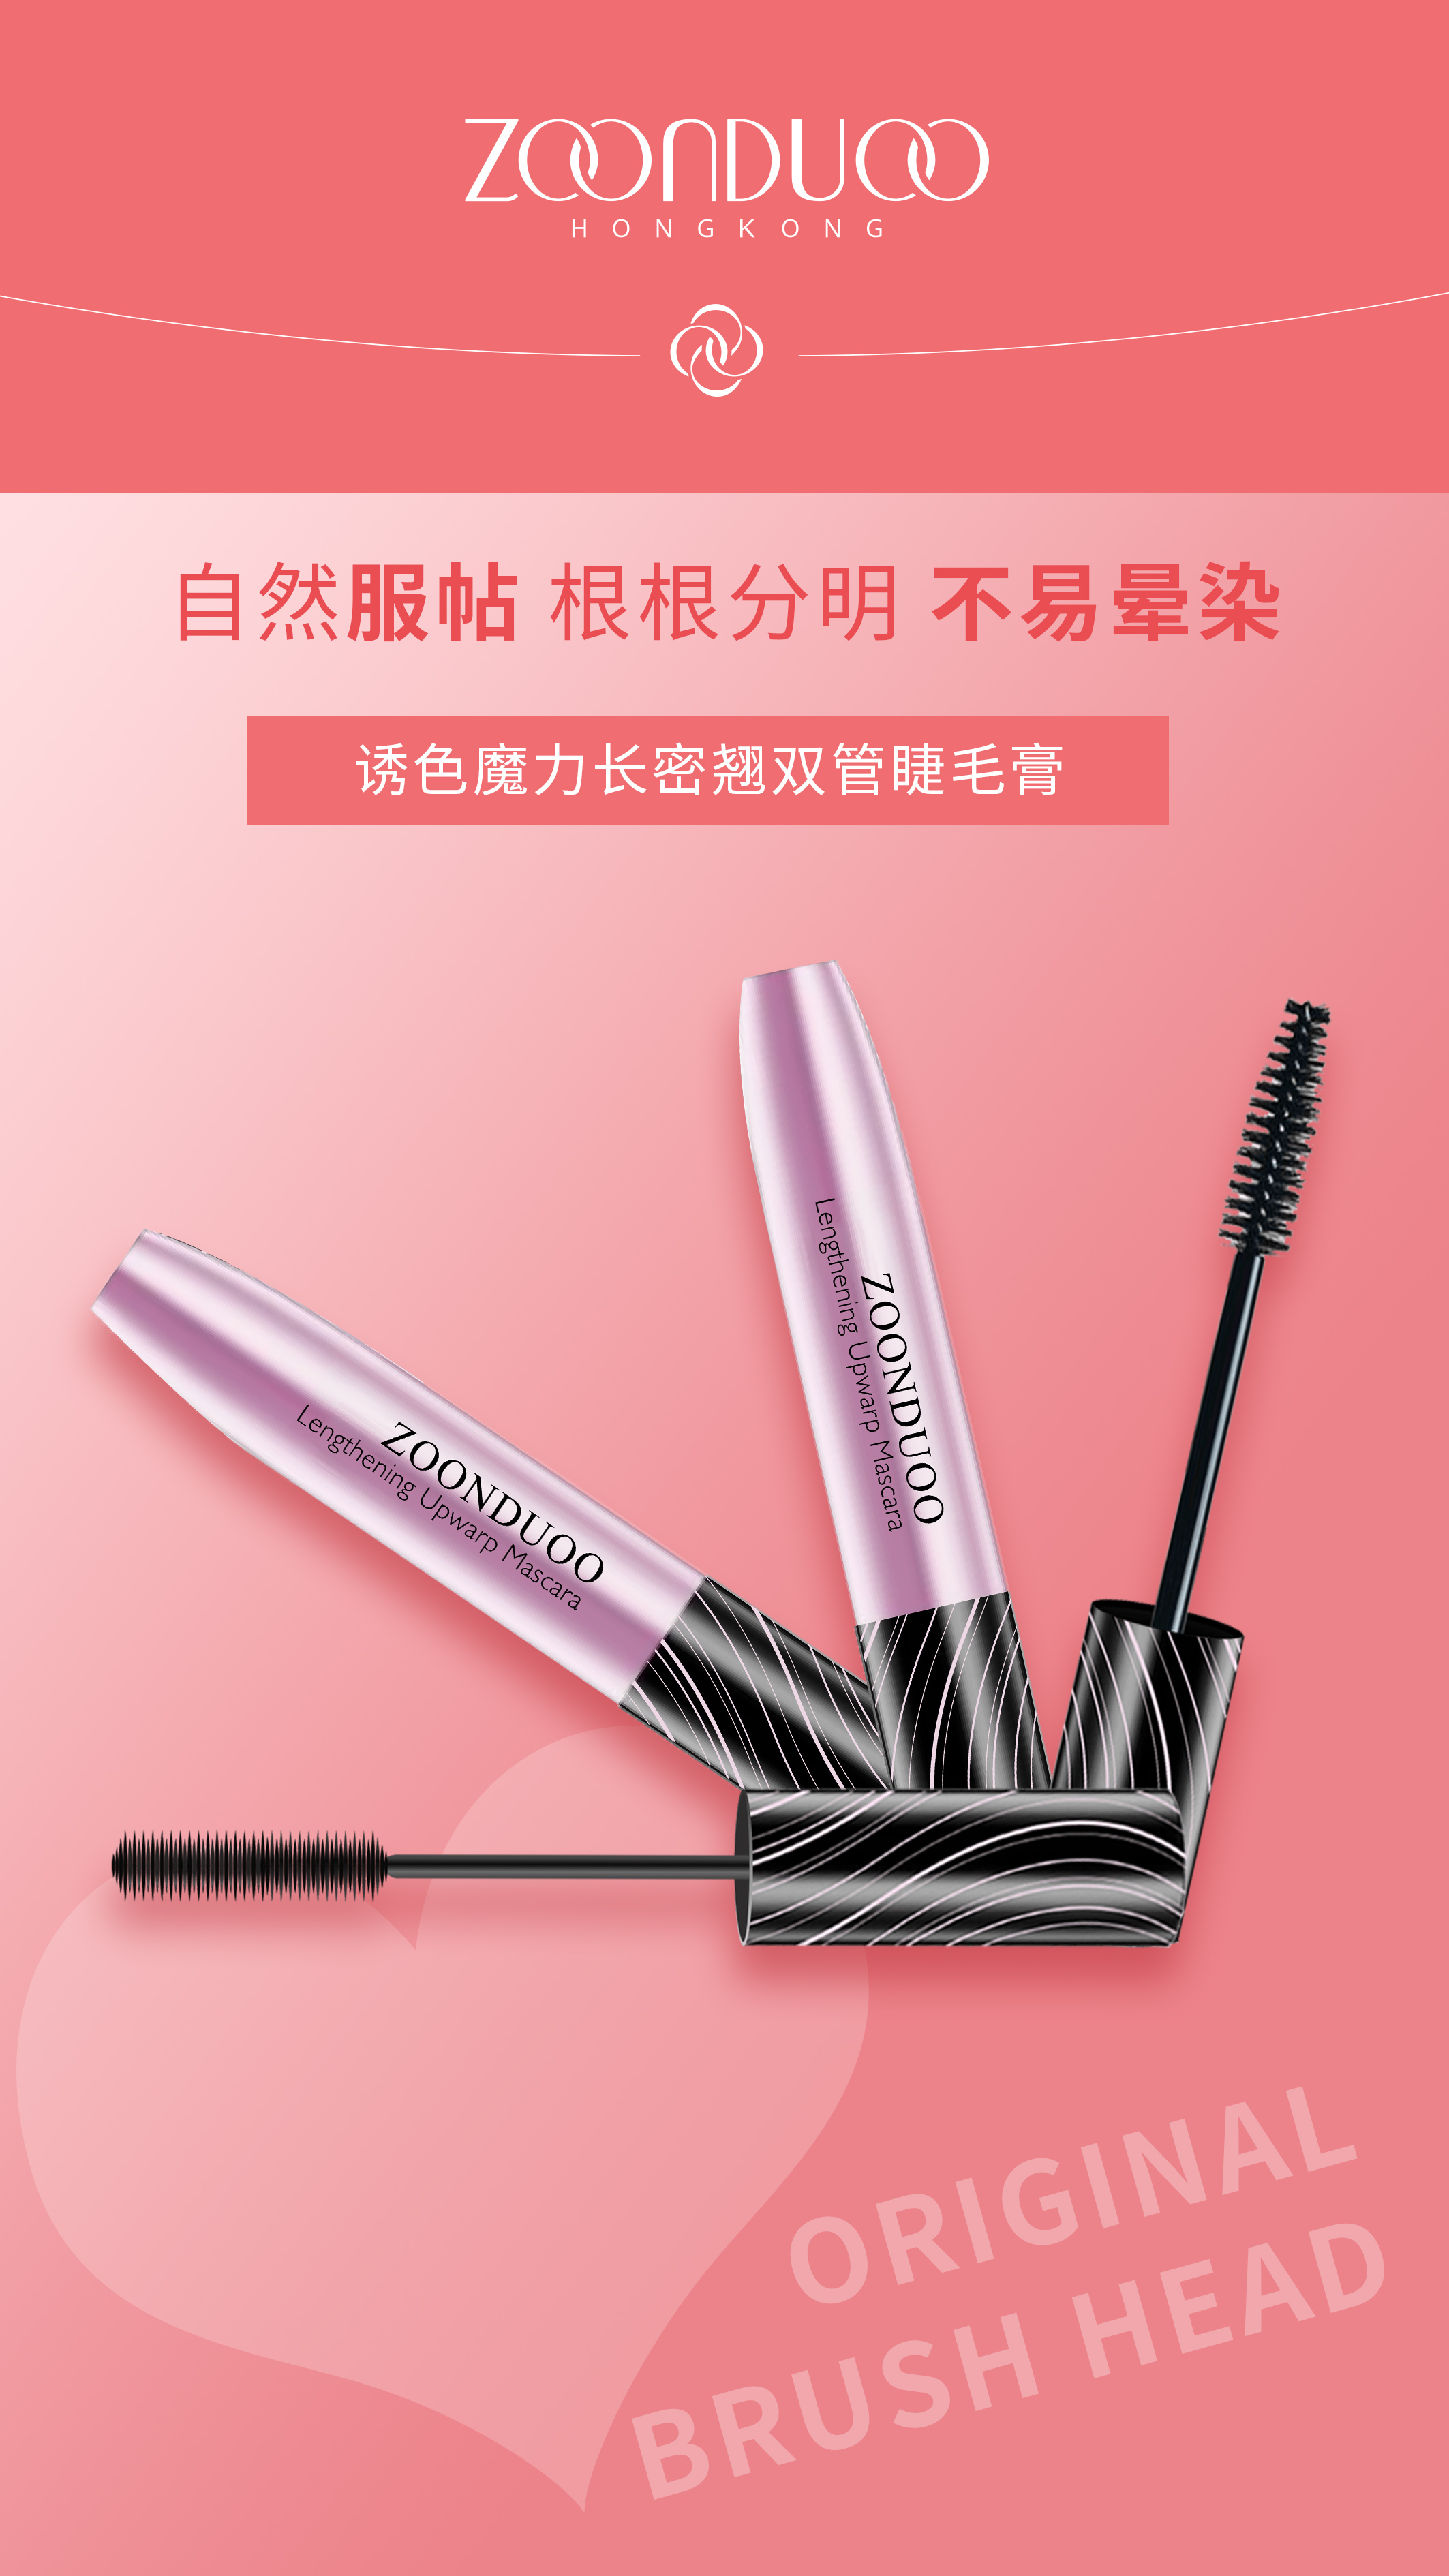 ZOONDUOO
HONGKONG
自然服帖 根根分明 不易晕染
诱色魔力长密翘双管睫毛膏
ZOONDUOO
Lengthening Upwarp Mascara
ZOONDUOO
Lengthening Upwarp Mascara
ORIGINAL
BRUSH HEAD